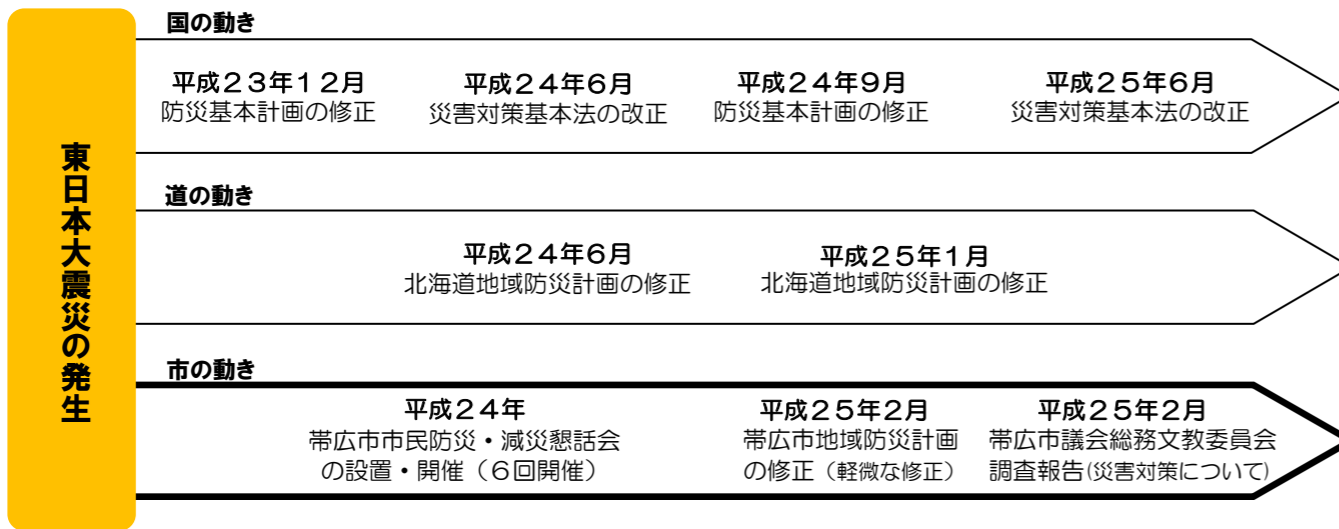 東日本大震災の発生
国の動き
平成２３年１２月
防災基本計画の修正
平成２４年６月
災害対策基本法の改正
平成２４年９月
防災基本計画の修正
平成２５年６月
災害対策基本法の改正
道の動き
平成２４年６月
北海道地域防災計画の修正
平成２５年１月
北海道地域防災計画の修正
市の動き
平成２４年
帯広市市民防災・減災懇話会
の設置・開催（６回開催）
平成２５年２月
帯広市地域防災計画
の修正（軽微な修正）
平成２５年２月
帯広市議会総務文教委員会
調査報告(災害対策について)